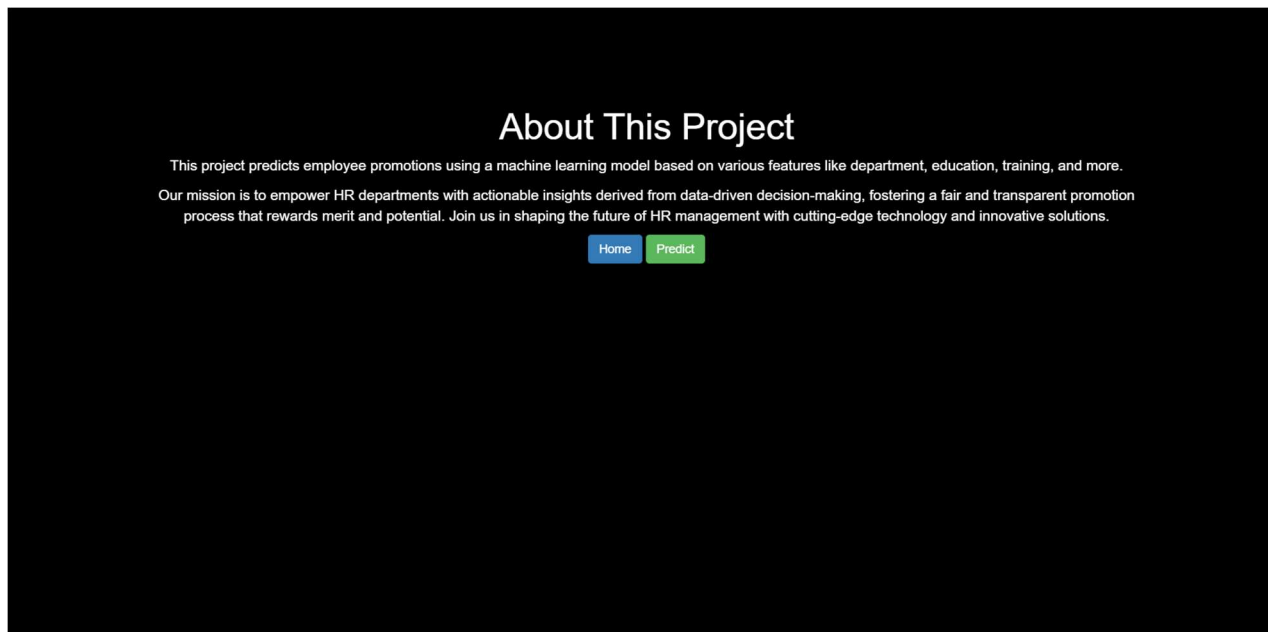 About This Project
This project predicts employee promotions using a machine learning model based on various features like department, education, training, and more.
Our mission is to empower HR departments with actionable insights derived from data-driven decision-making, fostering a fair and transparent promotion
process that rewards merit and potential. Join us in shaping the future of HR management with cutting-edge technology and innovative solutions.
Home Predict